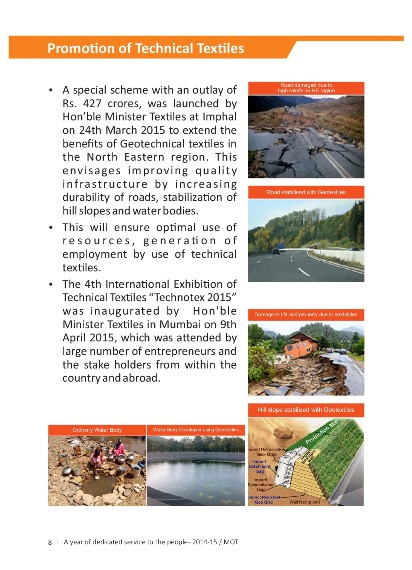 Promotion of Technical Textiles
• A special scheme with an outlay of
Rs. 427 crores, was launched by
Hon'ble Minister Textiles at Imphal
on 24th March 2015 to extend the
benefits of Geotechnical textiles in
the North Eastern region. This
envisages improving quality
infrastructure by increasing
durability of roads, stabilization of
hill slopes and water bodies.
• This will ensure optimal use of
resources, generation of
employment by use of technical
textiles.
• The 4th International Exhibition of
Technical Textiles "Technotex 2015"
was inaugurated by Hon'ble
Minister Textiles in Mumbai on 9th
April 2015, which was attended by
large number of entrepreneurs and
the stake holders from within the
country and abroad.
Road damaged due to
high rainfall in NE region
Road stabilised with Geotextiles
Damage to life and property due to landslides
Hill slope stabilised with Geotextiles
Protection Mat
Geo Grid
Bag
Geo Grid
Wall facing unit
Ordinary Water Body
Water Body Developed using Geotextiles
8 | A year of dedicated service to the people- 2014-15 / MOT